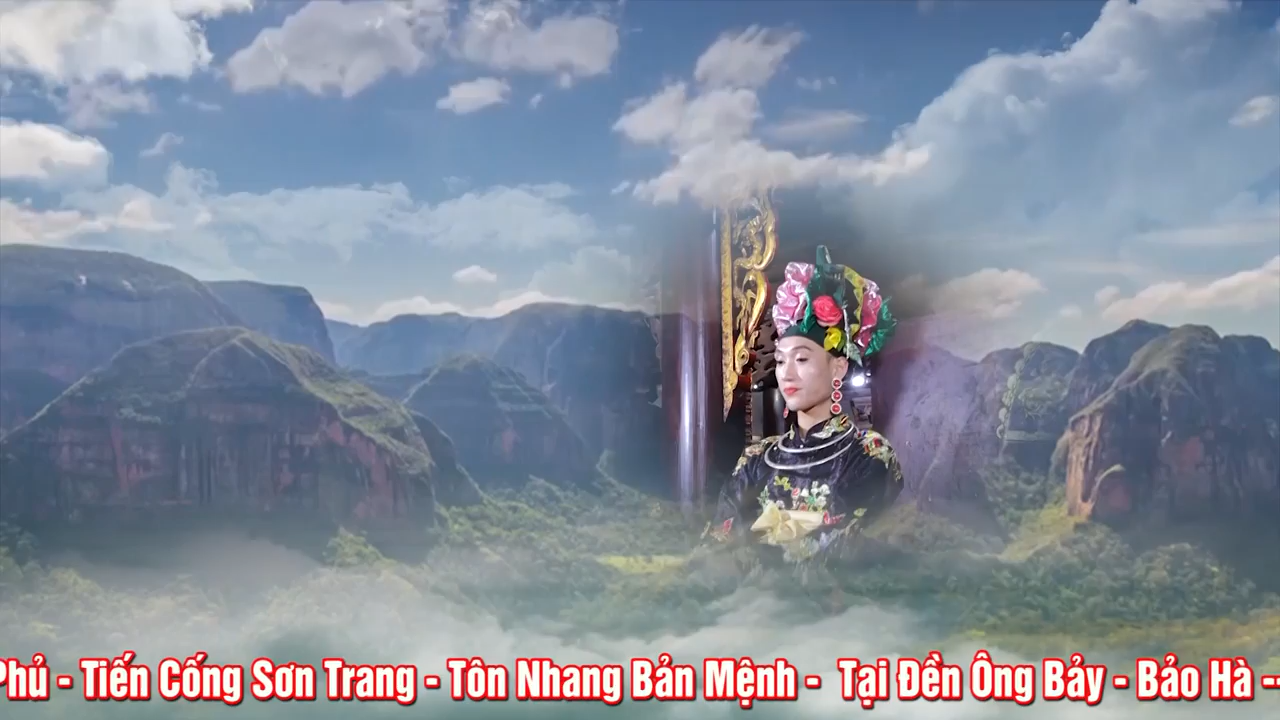 Phủ - Tiến Cống Sơn Trang - Tôn Nhang Bản Mệnh - Tại Đền Ông Bảy - Bảo Hà --